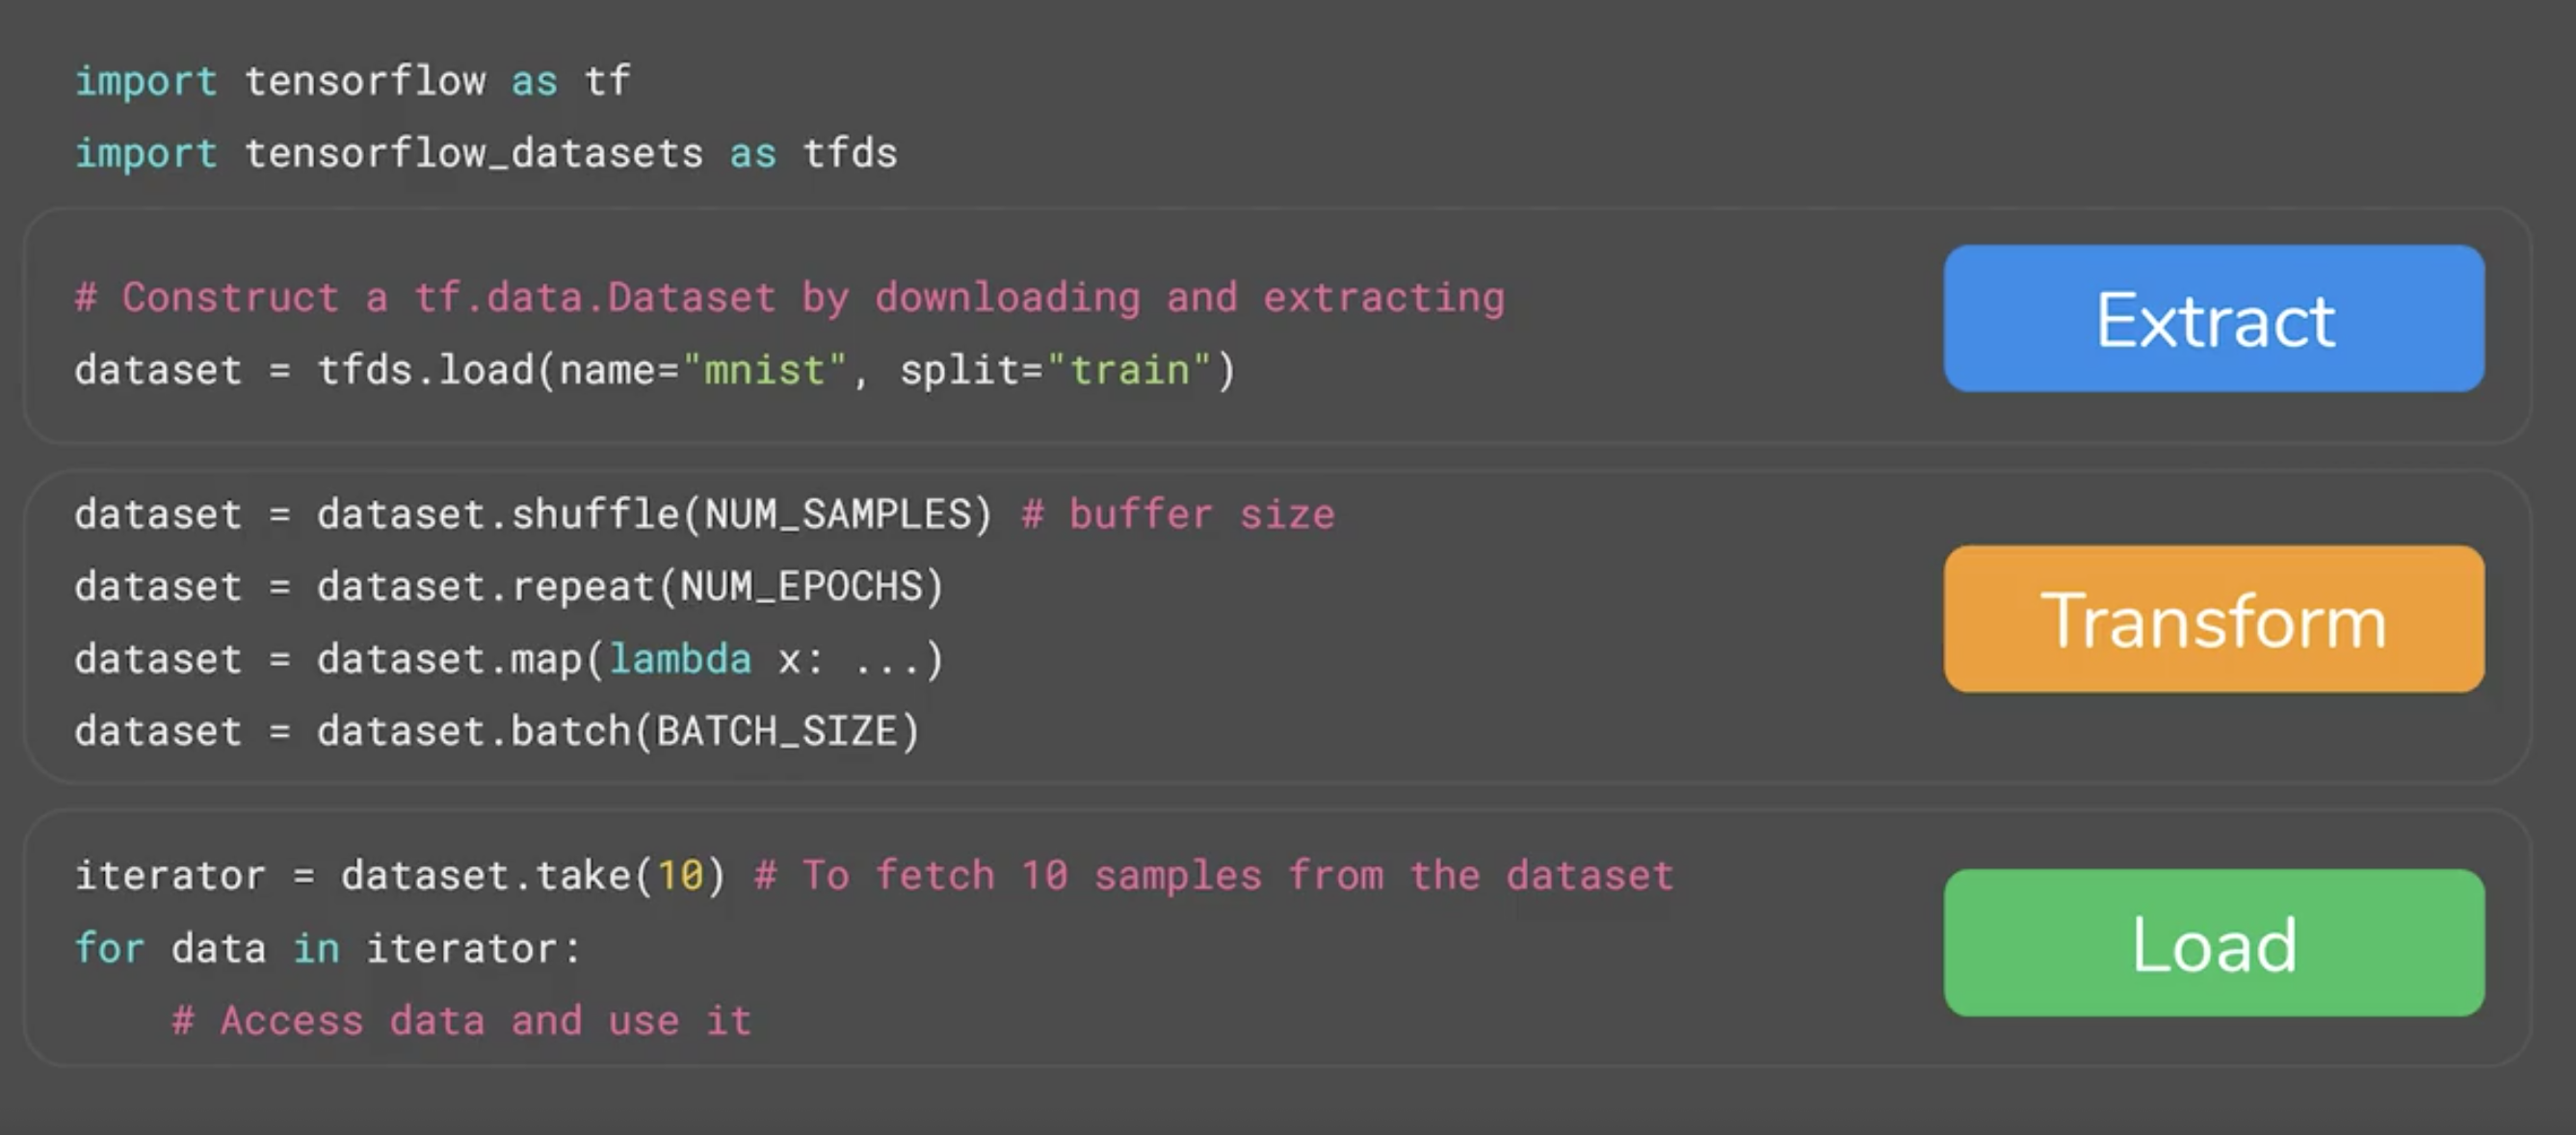 import tensorflow as tf
import tensorflow_datasets as tfds
# Construct a tf.data.Dataset by downloading and extracting
dataset = tfds.load(name="mnist", split="train")
Extract
dataset = dataset.shuffle(NUM_SAMPLES) # buffer size
dataset = dataset.repeat(NUM_EPOCHS)
dataset = dataset.map(lambda x: ...)
dataset = dataset.batch(BATCH_SIZE)
Transform
iterator = dataset.take(10) # To fetch 10 samples from the dataset
for data in iterator:
    # Access data and use it
Load